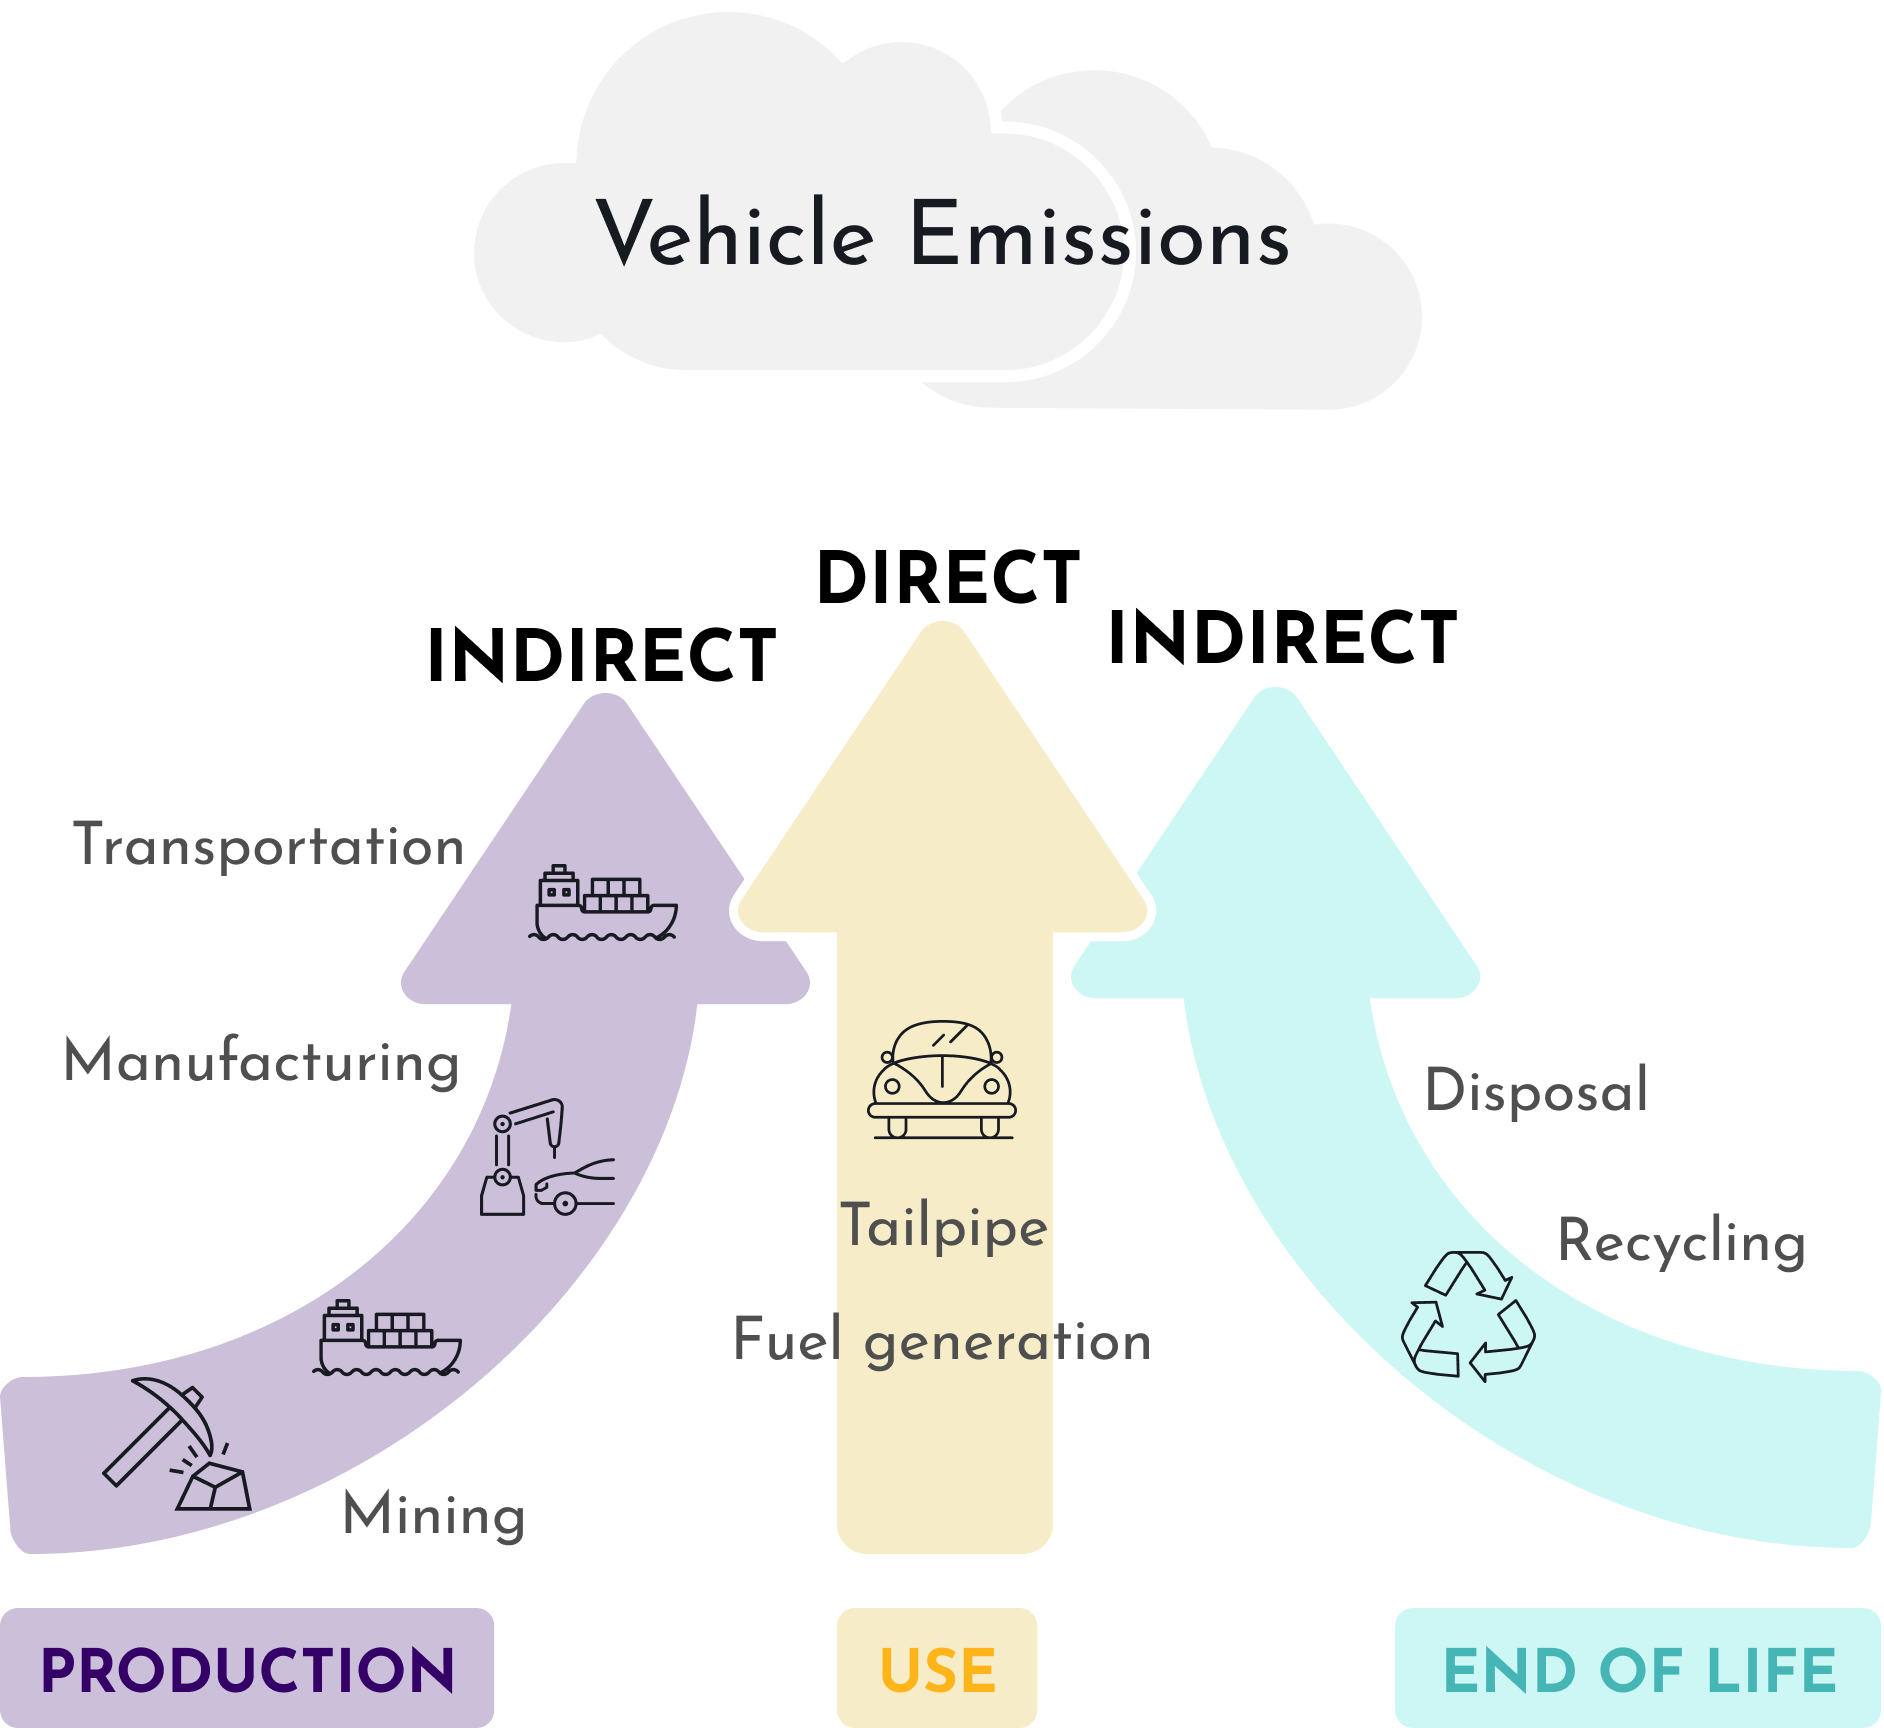 Vehicle Emissions
DIRECT
INDIRECT
INDIRECT
Transportation
Manufacturing
Mining
Tailpipe
Fuel generation
Disposal
Recycling
PRODUCTION
USE
END OF LIFE